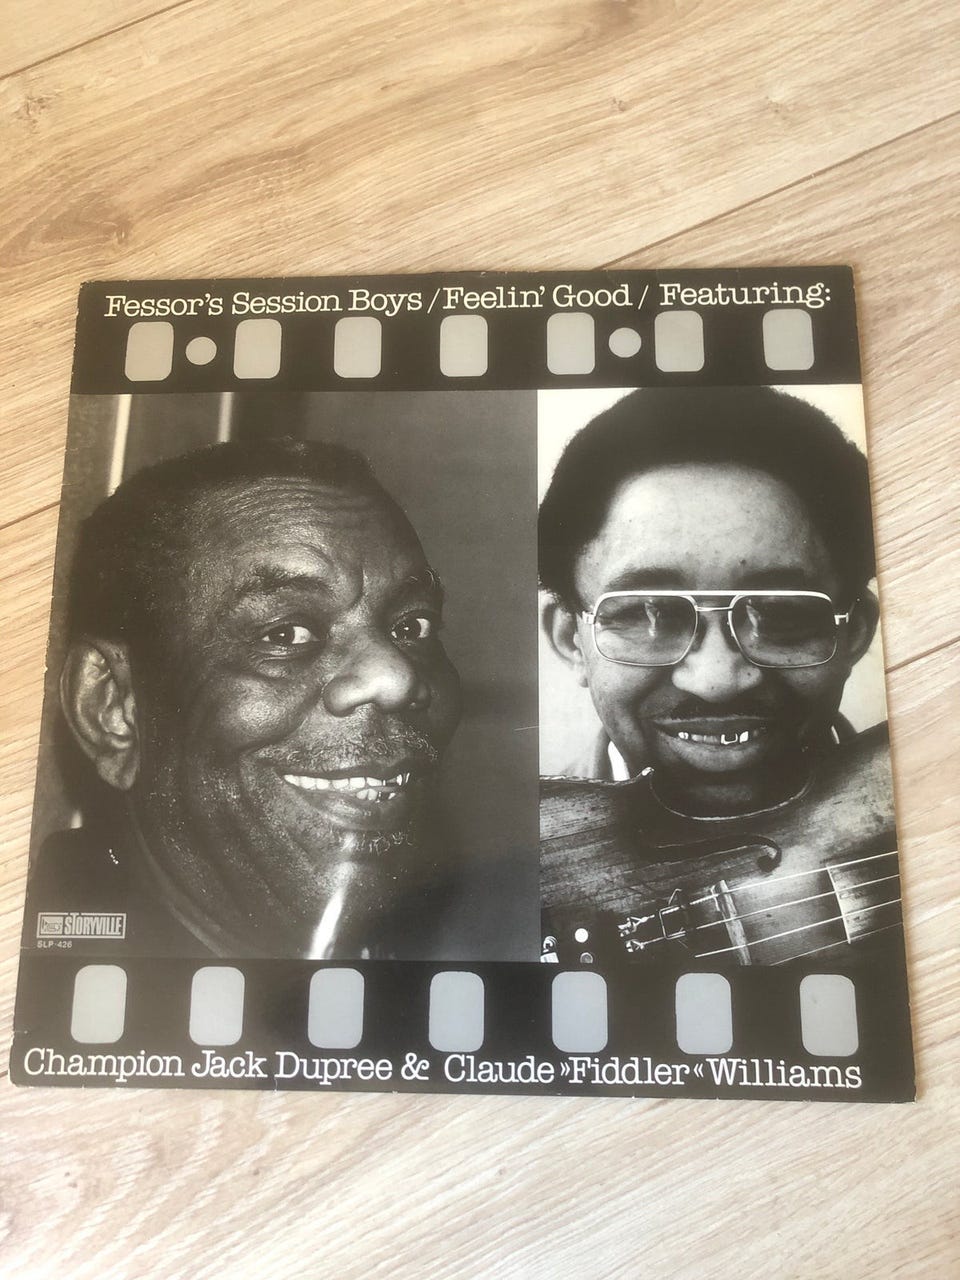 Fessor's Session Boys / Feelin' Good / Featuring:
STORYVILLE
SLP-426
Champion Jack Dupree & Claude »Fiddler« Williams